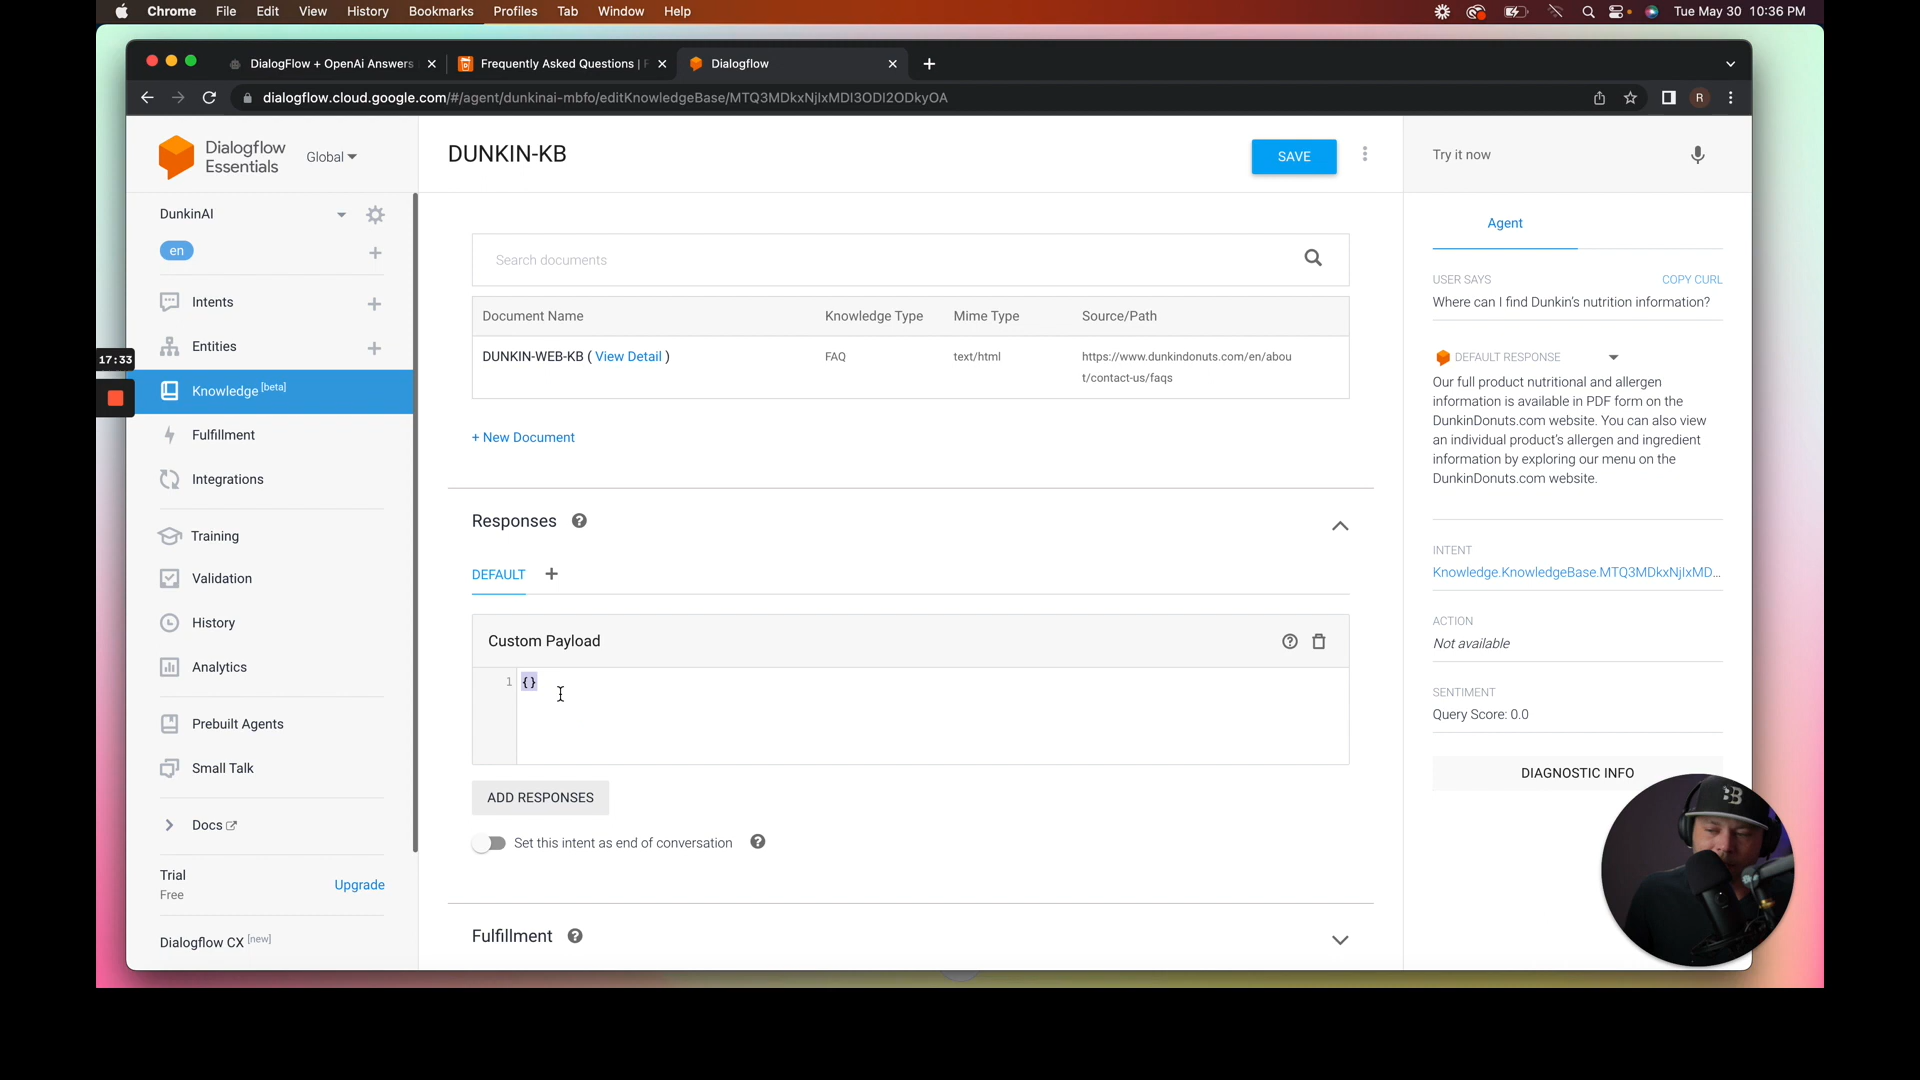 Chrome File Edit View History Bookmarks Profiles Tab Window Help Tue May 30 10:36 PM
DialogFlow + OpenAi Answers
Frequently Asked Questions | F
Dialogflow
dialogflow.cloud.google.com/#/agent/dunkinai-mbfo/editKnowledgeBase/MTQ3MDkxNjIxMDI3ODI2ODkyOA
R
Dialogflow
Essentials
Global
DunkinAI
en
Intents
Entities
17:33
Knowledge [beta]
Fulfillment
Integrations
Training
Validation
History
Analytics
Prebuilt Agents
Small Talk
Docs
Trial
Free
Upgrade
Dialogflow CX [new]
DUNKIN-KB
SAVE
Search documents
Document Name Knowledge Type Mime Type Source/Path
DUNKIN-WEB-KB ( View Detail ) FAQ text/html https://www.dunkindonuts.com/en/abou
t/contact-us/faqs
+ New Document
Responses
DEFAULT
Custom Payload
1 {}
ADD RESPONSES
Set this intent as end of conversation
Fulfillment
Try it now
Agent
USER SAYS COPY CURL
Where can I find Dunkin's nutrition information?
DEFAULT RESPONSE
Our full product nutritional and allergen
information is available in PDF form on the
DunkinDonuts.com website. You can also view
an individual product's allergen and ingredient
information by exploring our menu on the
DunkinDonuts.com website.
INTENT
Knowledge.KnowledgeBase.MTQ3MDkxNjIxMD...
ACTION
Not available
SENTIMENT
Query Score: 0.0
DIAGNOSTIC INFO